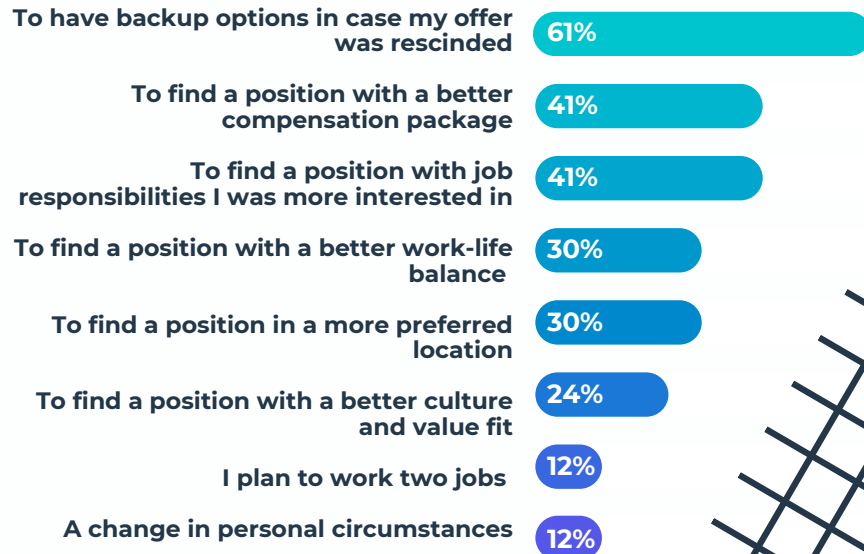 To have backup options in case my offer
was rescinded
61%
To find a position with a better
compensation package
41%
To find a position with job
responsibilities I was more interested in
41%
To find a position with a better work-life
balance
30%
To find a position in a more preferred
location
30%
To find a position with a better culture
and value fit
24%
I plan to work two jobs
12%
A change in personal circumstances
12%